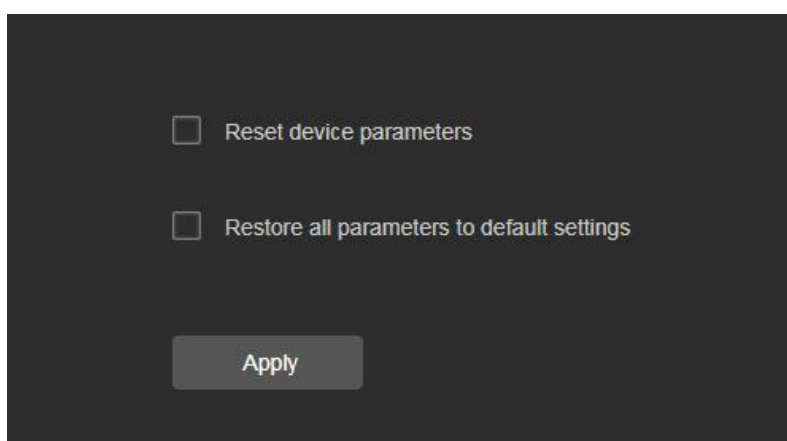 Reset device parameters
Restore all parameters to default settings
Apply